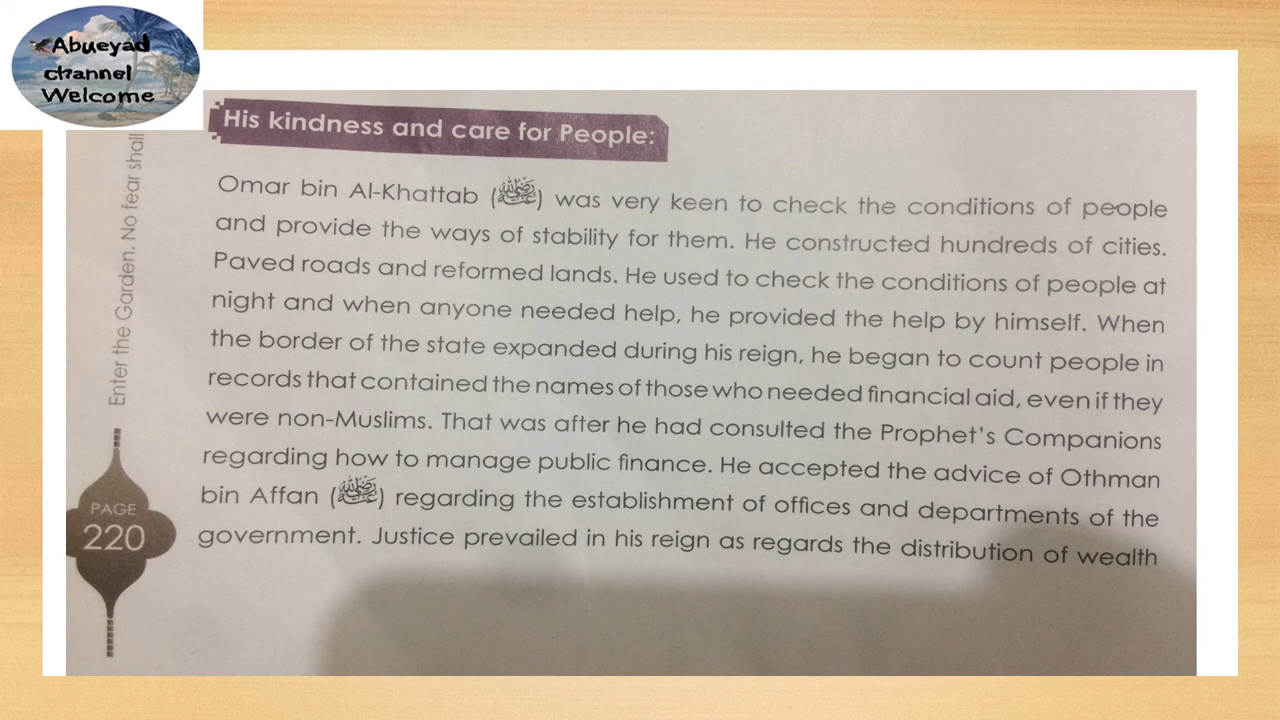 Abueyad
channel
Welcome
His kindness and care for People:
Omar bin Al-Khattab (رضي الله عنه) was very keen to check the conditions of people
and provide the ways of stability for them. He constructed hundreds of cities.
Paved roads and reformed lands. He used to check the conditions of people at
night and when anyone needed help, he provided the help by himself. When
the border of the state expanded during his reign, he began to count people in
records that contained the names of those who needed financial aid, even if they
were non-Muslims. That was after he had consulted the Prophet's Companions
regarding how to manage public finance. He accepted the advice of Othman
bin Affan (رضي الله عنه) regarding the establishment of offices and departments of the
government. Justice prevailed in his reign as regards the distribution of wealth
Enter the Garden. No fear shall
PAGE
220